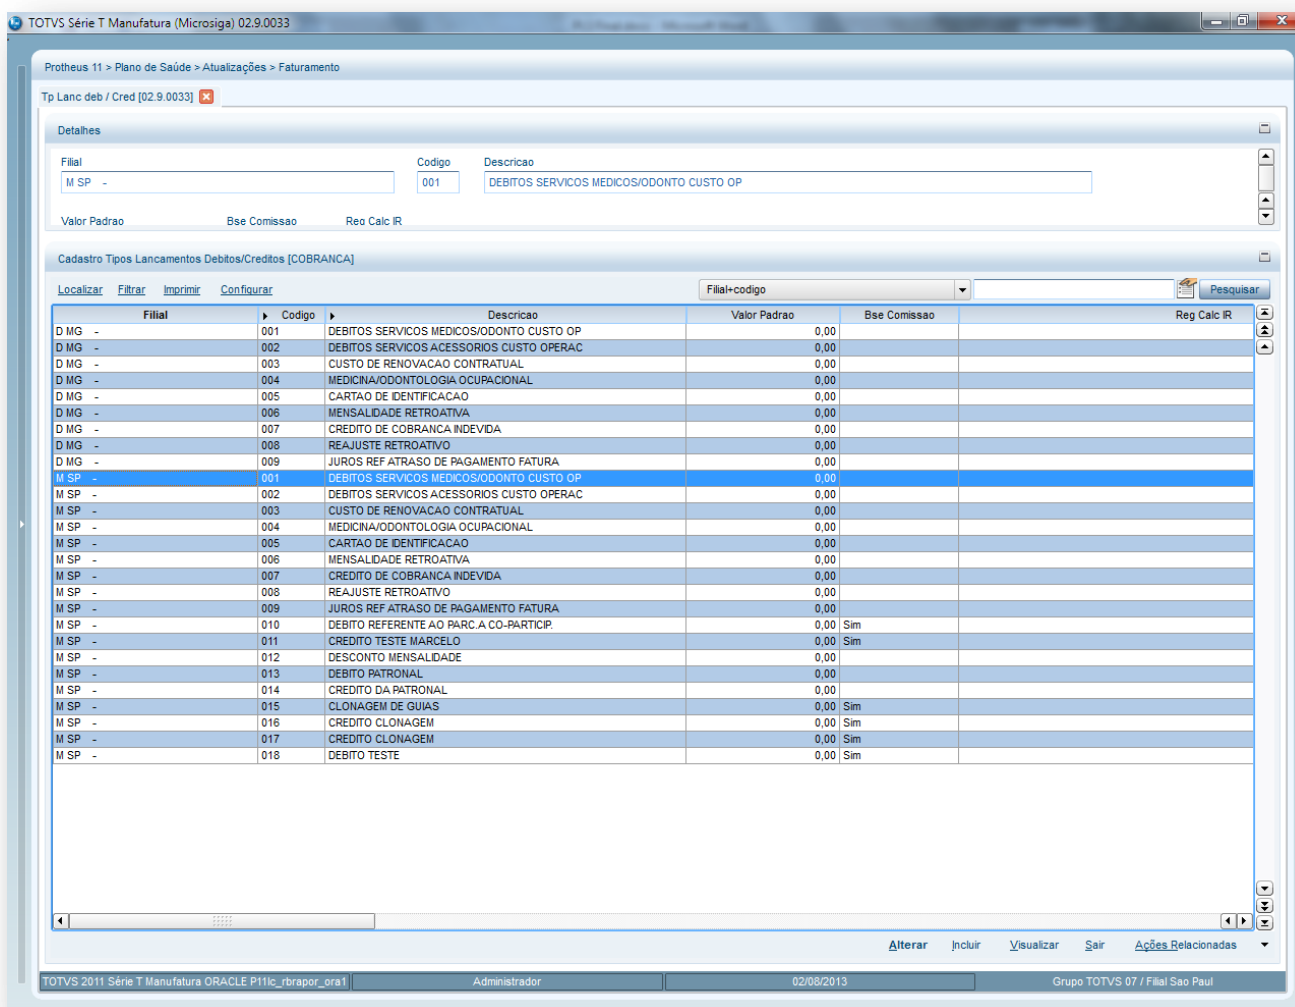 TOTVS Série T Manufatura (Microsiga) 02.9.0033
Protheus 11 > Plano de Saúde > Atualizações > Faturamento
Tp Lanc deb / Cred [02.9.0033]
Detalhes
Filial Codigo Descricao
M SP - 001 DEBITOS SERVICOS MEDICOS/ODONTO CUSTO OP
Valor Padrao Bse Comissao Reg Calc IR
Cadastro Tipos Lancamentos Debitos/Creditos [COBRANCA]
Localizar Filtrar Imprimir Configurar Filial+codigo Pesquisar
Filial Codigo Descricao Valor Padrao Bse Comissao Reg Calc IR
D MG - 001 DEBITOS SERVICOS MEDICOS/ODONTO CUSTO OP 0,00
D MG - 002 DEBITOS SERVICOS ACESSORIOS CUSTO OPERAC 0,00
D MG - 003 CUSTO DE RENOVACAO CONTRATUAL 0,00
D MG - 004 MEDICINA/ODONTOLOGIA OCUPACIONAL 0,00
D MG - 005 CARTAO DE IDENTIFICACAO 0,00
D MG - 006 MENSALIDADE RETROATIVA 0,00
D MG - 007 CREDITO DE COBRANCA INDEVIDA 0,00
D MG - 008 REAJUSTE RETROATIVO 0,00
D MG - 009 JUROS REF ATRASO DE PAGAMENTO FATURA 0,00
M SP - 001 DEBITOS SERVICOS MEDICOS/ODONTO CUSTO OP 0,00
M SP - 002 DEBITOS SERVICOS ACESSORIOS CUSTO OPERAC 0,00
M SP - 003 CUSTO DE RENOVACAO CONTRATUAL 0,00
M SP - 004 MEDICINA/ODONTOLOGIA OCUPACIONAL 0,00
M SP - 005 CARTAO DE IDENTIFICACAO 0,00
M SP - 006 MENSALIDADE RETROATIVA 0,00
M SP - 007 CREDITO DE COBRANCA INDEVIDA 0,00
M SP - 008 REAJUSTE RETROATIVO 0,00
M SP - 009 JUROS REF ATRASO DE PAGAMENTO FATURA 0,00
M SP - 010 DEBITO REFERENTE AO PARC.A CO-PARTICIP. 0,00 Sim
M SP - 011 CREDITO TESTE MARCELO 0,00 Sim
M SP - 012 DESCONTO MENSALIDADE 0,00
M SP - 013 DEBITO PATRONAL 0,00
M SP - 014 CREDITO DA PATRONAL 0,00
M SP - 015 CLONAGEM DE GUIAS 0,00 Sim
M SP - 016 CREDITO CLONAGEM 0,00 Sim
M SP - 017 CREDITO CLONAGEM 0,00 Sim
M SP - 018 DEBITO TESTE 0,00 Sim
Alterar Incluir Visualizar Sair Ações Relacionadas
TOTVS 2011 Série T Manufatura ORACLE P11lc_rbrapor_ora1 Administrador 02/08/2013 Grupo TOTVS 07 / Filial Sao Paul